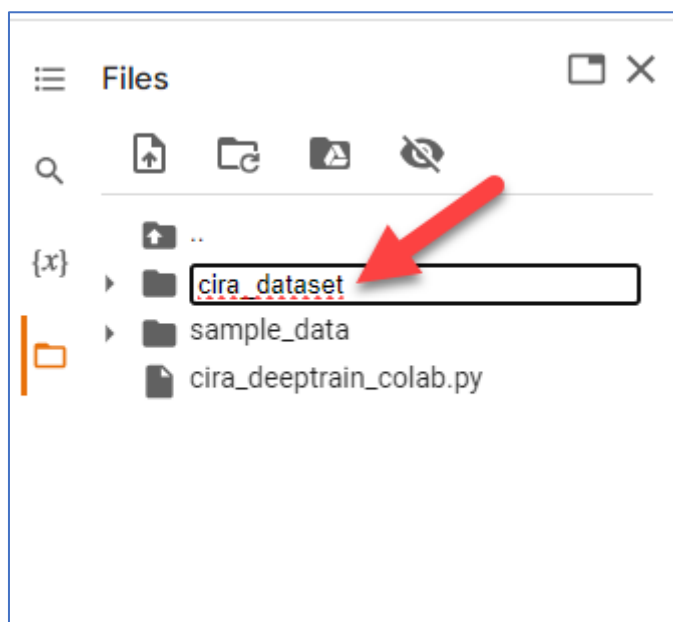 Files
..
{x}
cira_dataset
sample_data
cira_deeptrain_colab.py